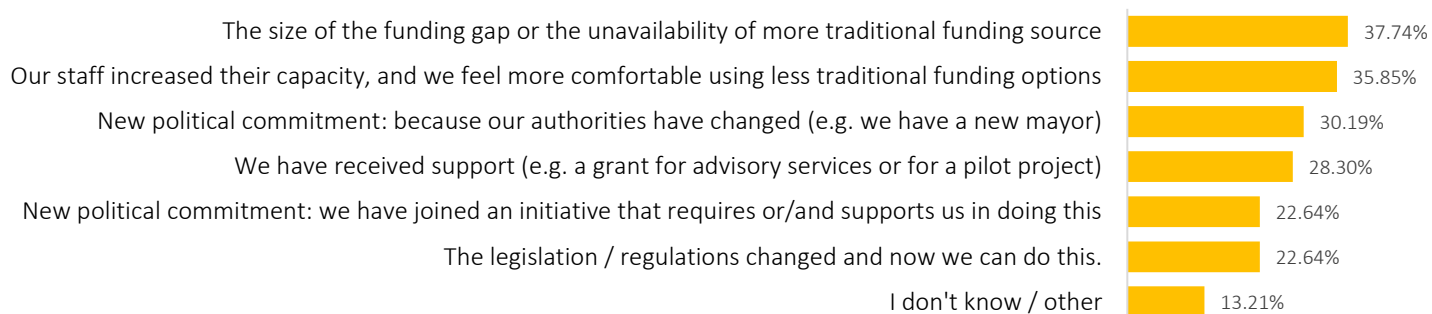 The size of the funding gap or the unavailability of more traditional funding source 37.74%
Our staff increased their capacity, and we feel more comfortable using less traditional funding options 35.85%
New political commitment: because our authorities have changed (e.g. we have a new mayor) 30.19%
We have received support (e.g. a grant for advisory services or for a pilot project) 28.30%
New political commitment: we have joined an initiative that requires or/and supports us in doing this 22.64%
The legislation / regulations changed and now we can do this. 22.64%
I don't know / other 13.21%